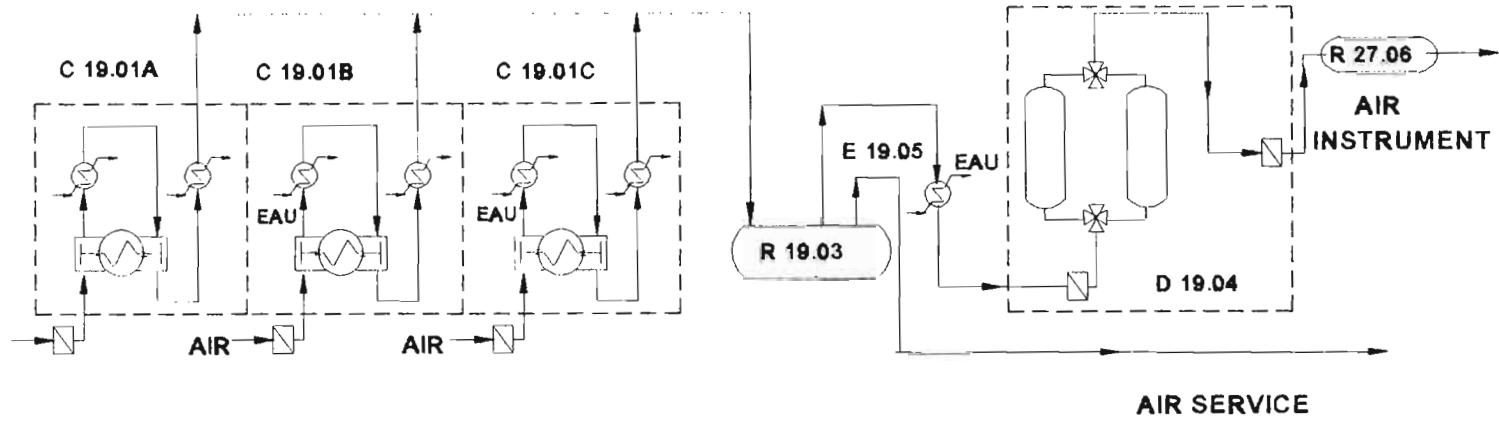 C 19.01A
C 19.01B
C 19.01C
R 27.06
AIR
INSTRUMENT
E 19.05
EAU
EAU
EAU
R 19.03
D 19.04
AIR
AIR
AIR SERVICE